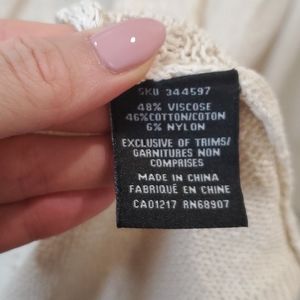 SKU 344597
48% VISCOSE
46%COTTON/COTON
6% NYLON
EXCLUSIVE OF TRIMS/
GARNITURES NON
COMPRISES
MADE IN CHINA
FABRIQUÉ EN CHINE
CA01217 RN68907